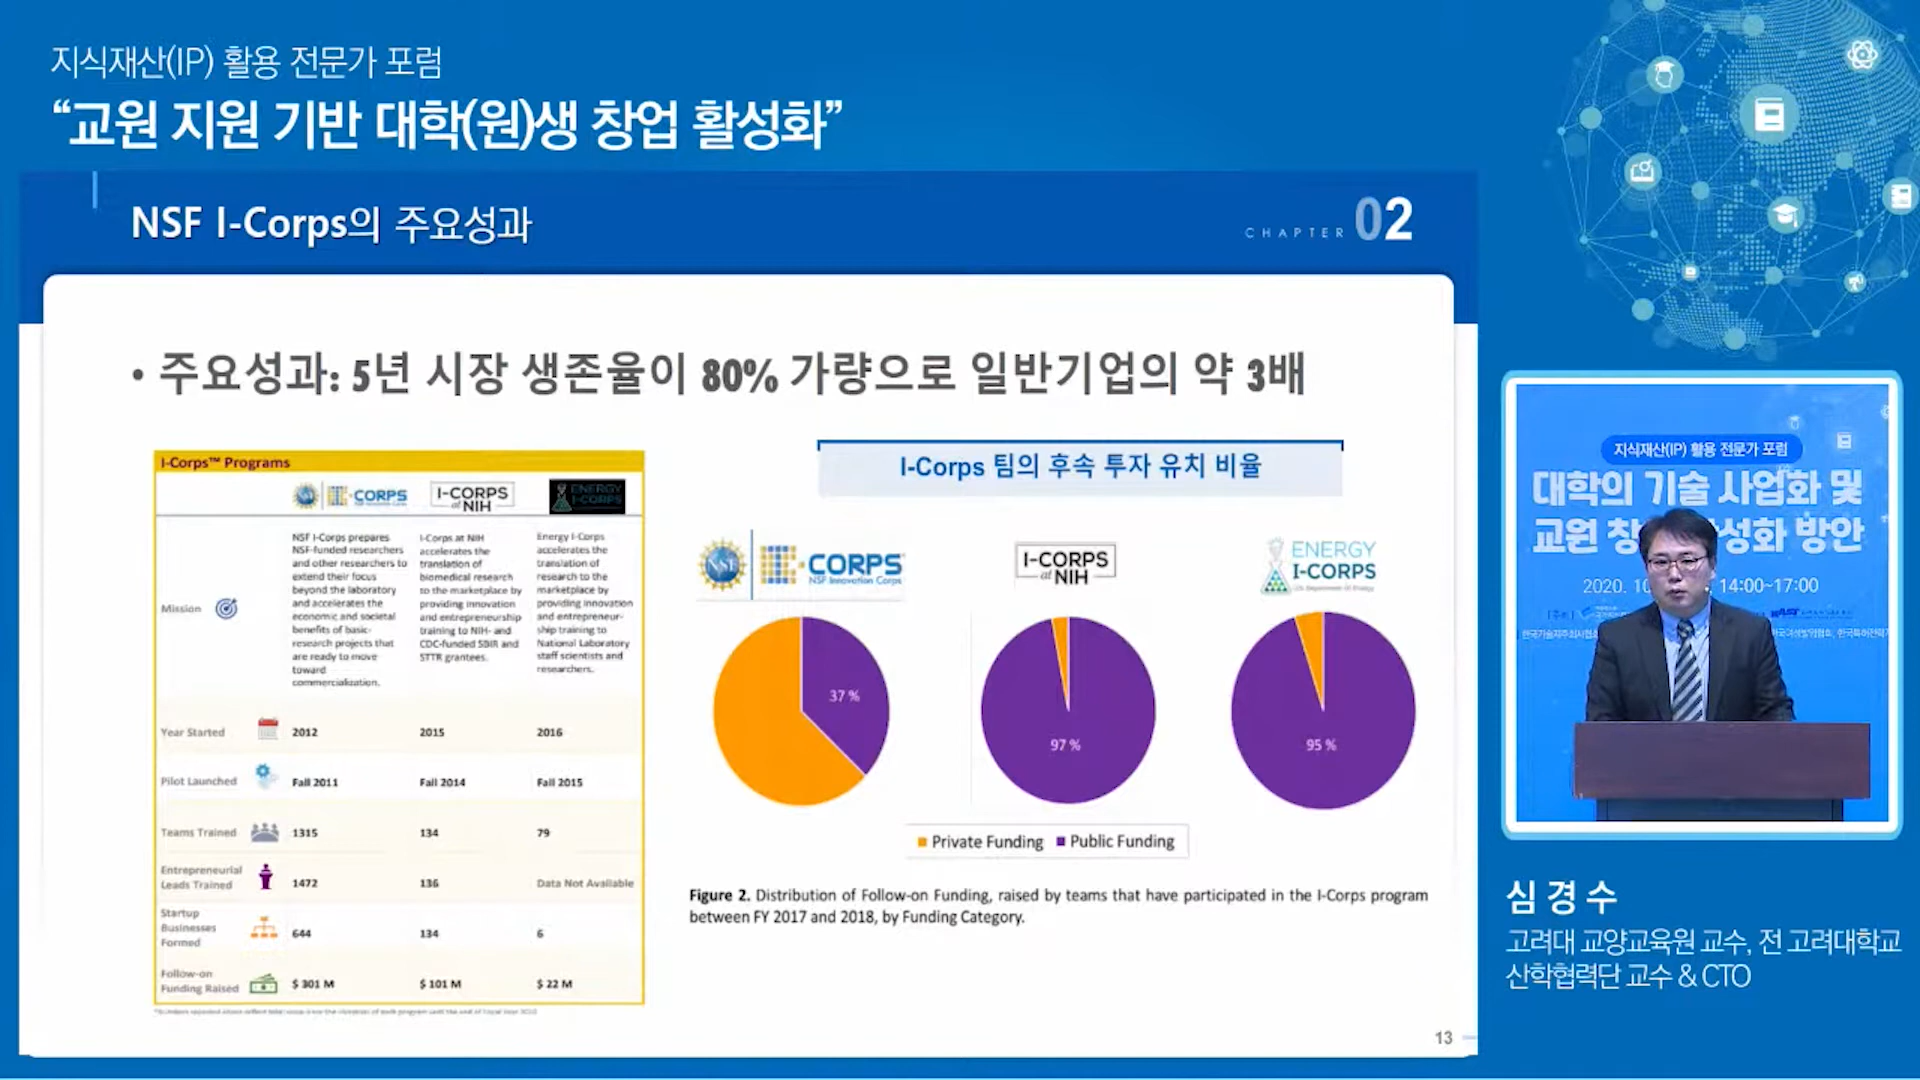 지식재산(IP) 활용 전문가 포럼
“교원 지원 기반 대학(원)생 창업 활성화”
NSF I-Corps의 주요성과
CHAPTER 02
• 주요성과: 5년 시장 생존율이 80% 가량으로 일반기업의 약 3배
I-Corps™ Programs
I-CORPS
I-CORPS
at NIH
ENERGY
I-CORPS
Mission
NSF I-Corps prepares
NSF-funded researchers
and other researchers to
extend their focus
beyond the laboratory
and accelerates the
economic and societal
benefits of basic-
research projects that
are ready to move
toward
commercialization.
I-Corps at NIH
accelerates the
translation of
biomedical research
to the marketplace by
providing innovation
and entrepreneurship
training to NIH- and
CDC-funded SBIR and
STTR grantees.
Energy I-Corps
accelerates the
translation of
research to the
marketplace by
providing innovation
and entrepreneur-
ship training to
National Laboratory
staff scientists and
researchers.
Year Started 2012 2015 2016
Pilot Launched Fall 2011 Fall 2014 Fall 2015
Teams Trained 1315 134 79
Entrepreneurial
Leads Trained 1472 136 Data Not Available
Startup
Businesses
Formed 644 134 6
Follow-on
Funding Raised $ 301 M $ 101 M $ 22 M
I-Corps 팀의 후속 투자 유치 비율
NSF
I-CORPS
NSF Innovation Corps
I-CORPS
at NIH
ENERGY
I-CORPS
37 %
97 %
95 %
Private Funding Public Funding
Figure 2. Distribution of Follow-on Funding, raised by teams that have participated in the I-Corps program
between FY 2017 and 2018, by Funding Category.
13
지식재산(IP) 활용 전문가 포럼
대학의 기술 사업화 및
교원 창 성화 방안
2020. 10 14:00~17:00
심경수
고려대 교양교육원 교수, 전 고려대학교
산학협력단 교수 & CTO